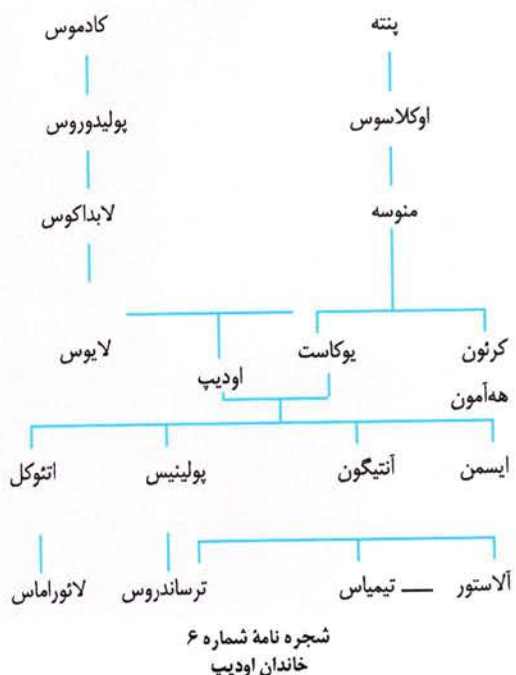 پنته کادموس
اوکلاسوس پولیدوروس
منوسه لابداکوس
کرئون یوکاست اودیپ لایوس
هه‌آمون
ایسمن آنتیگون پولینیس اتئوکل
آلاستور تیمیاس ترساندروس لائوراماس
شجره نامهٔ شماره ۶
خاندان اودیپ